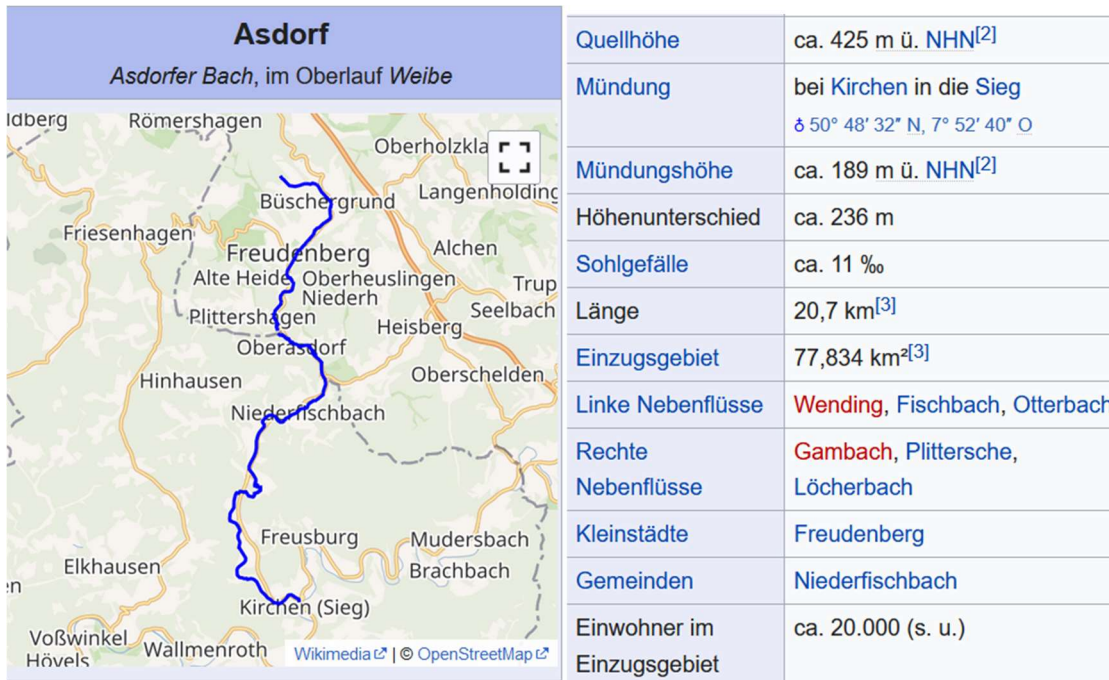 Asdorf
Asdorfer Bach, im Oberlauf Weibe
Römershagen
Büschergrund
Friesenhagen
Freudenberg
Alchen
Alte Heide
Oberheuslingen
Niederh
Trup
Seelbach
Plittershagen
Heisberg
Oberasdorf
Hinhausen
Oberschelden
Niederfischbach
Freusburg
Mudersbach
Elkhausen
Brachbach
Kirchen (Sieg)
Voßwinkel
Hövels
Wallmenroth
Wikimedia | © OpenStreetMap
Quellhöhe ca. 425 m ü. NHN[2]
Mündung bei Kirchen in die Sieg
50° 48′ 32″ N, 7° 52′ 40″ O
Mündungshöhe ca. 189 m ü. NHN[2]
Höhenunterschied ca. 236 m
Sohlgefälle ca. 11 ‰
Länge 20,7 km[3]
Einzugsgebiet 77,834 km²[3]
Linke Nebenflüsse Wending, Fischbach, Otterbach
Rechte Nebenflüsse Gambach, Plittersche,
Löcherbach
Kleinstädte Freudenberg
Gemeinden Niederfischbach
Einwohner im Einzugsgebiet ca. 20.000 (s. u.)